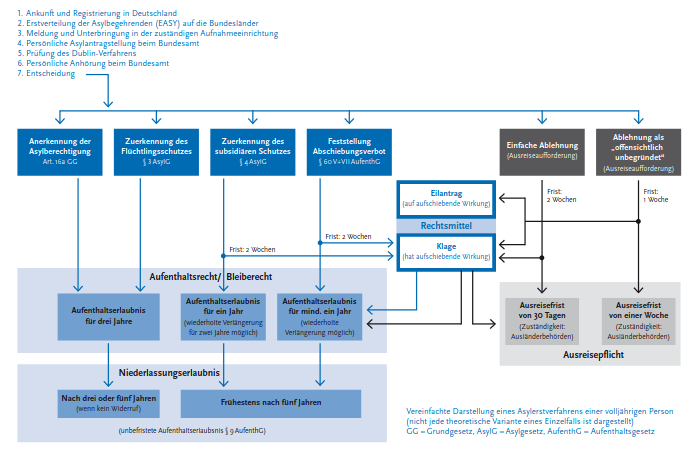 1. Ankunft und Registrierung in Deutschland
2. Erstverteilung der Asylbegehrenden (EASY) auf die Bundesländer
3. Meldung und Unterbringung in der zuständigen Aufnahmeeinrichtung
4. Persönliche Asylantragstellung beim Bundesamt
5. Prüfung des Dublin-Verfahrens
6. Persönliche Anhörung beim Bundesamt
7. Entscheidung
Anerkennung der
Asylberechtigung
Art. 16a GG
Zuerkennung des
Flüchtlingsschutzes
§ 3 AsylG
Zuerkennung des
subsidiären Schutzes
§ 4 AsylG
Feststellung
Abschiebungsverbot
§ 60 V+VII AufenthG
Einfache Ablehnung
(Ausreiseaufforderung)
Ablehnung als
„offensichtlich
unbegründet“
(Ausreiseaufforderung)
Eilantrag
(auf aufschiebende Wirkung)
Rechtsmittel
Klage
(hat aufschiebende Wirkung)
Frist:
2 Wochen
Frist:
1 Woche
Frist: 2 Wochen
Frist: 2 Wochen
Aufenthaltsrecht/ Bleiberecht
Aufenthaltserlaubnis
für drei Jahre
Aufenthaltserlaubnis
für ein Jahr
(wiederholte Verlängerung
für zwei Jahre möglich)
Aufenthaltserlaubnis
für mind. ein Jahr
(wiederholte
Verlängerung möglich)
Ausreisefrist
von 30 Tagen
(Zuständigkeit:
Ausländerbehörden)
Ausreisefrist
von einer Woche
(Zuständigkeit:
Ausländerbehörden)
Ausreisepflicht
Niederlassungserlaubnis
Nach drei oder fünf Jahren
(wenn kein Widerruf)
Frühestens nach fünf Jahren
(unbefristete Aufenthaltserlaubsnis § 9 AufenthG)
Vereinfachte Darstellung eines Asylerstverfahrens einer volljährigen Person
(nicht jede theoretische Variante eines Einzelfalls ist dargestellt)
GG = Grundgesetz, AsylG = Asylgesetz, AufenthG = Aufenthaltsgesetz